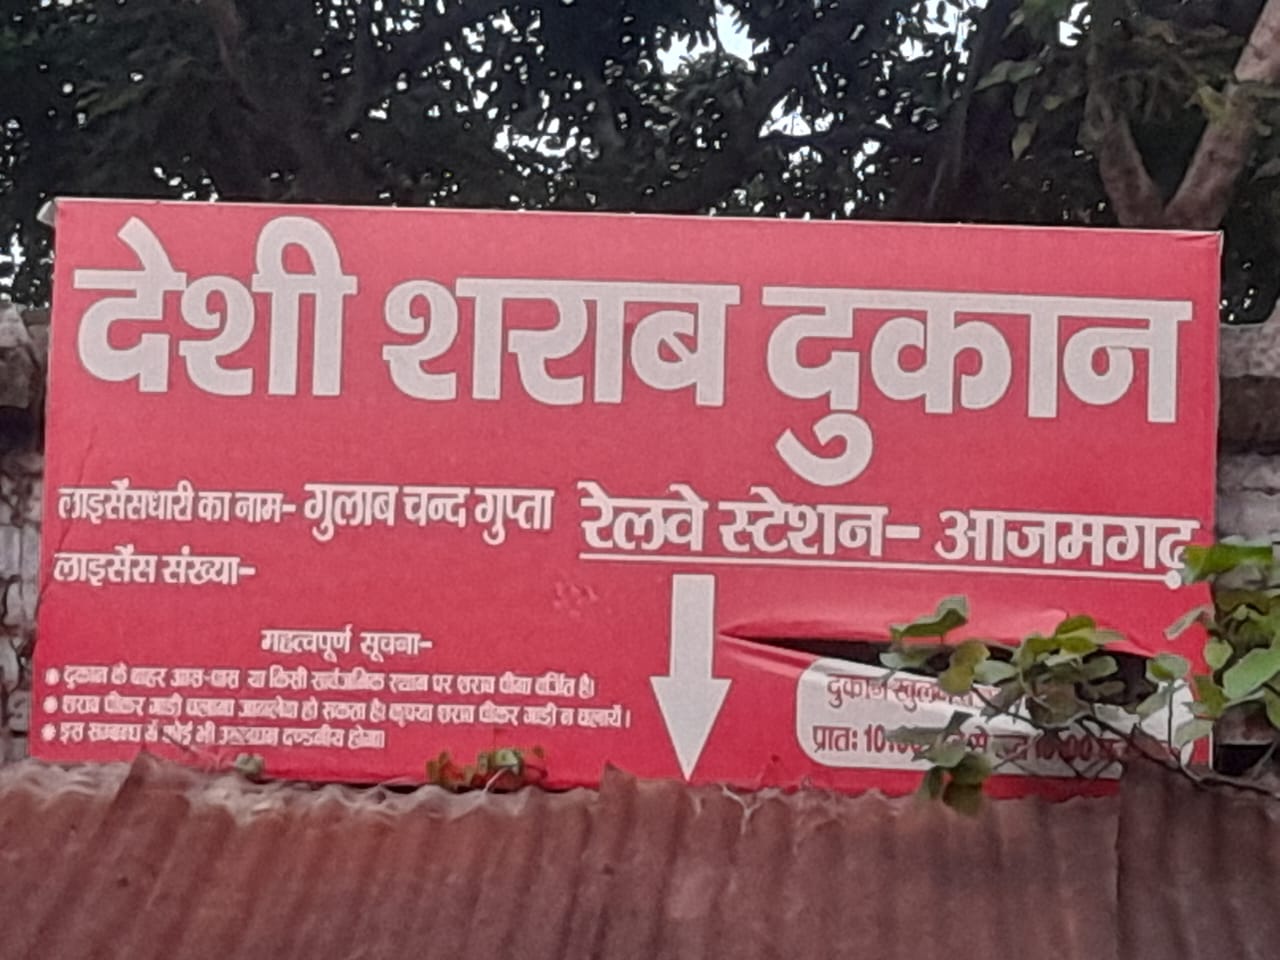 देशी शराब दुकान
लाइसेंसधारी का नाम- गुलाब चन्द गुप्ता
लाइसेंस संख्या-
रेलवे स्टेशन- आजमगढ़
महत्वपूर्ण सूचना-
• दुकान के बाहर आस-पास या किसी सार्वजनिक स्थान पर शराब पीना वर्जित है।
• शराब पीकर गाडी चलाना जानलेवा हो सकता है। कृपया शराब पीकर गाडी न चलायें।
• इस सम्बन्ध में कोई भी उल्लंघन दण्डनीय होगा।
दुकान
प्रातः